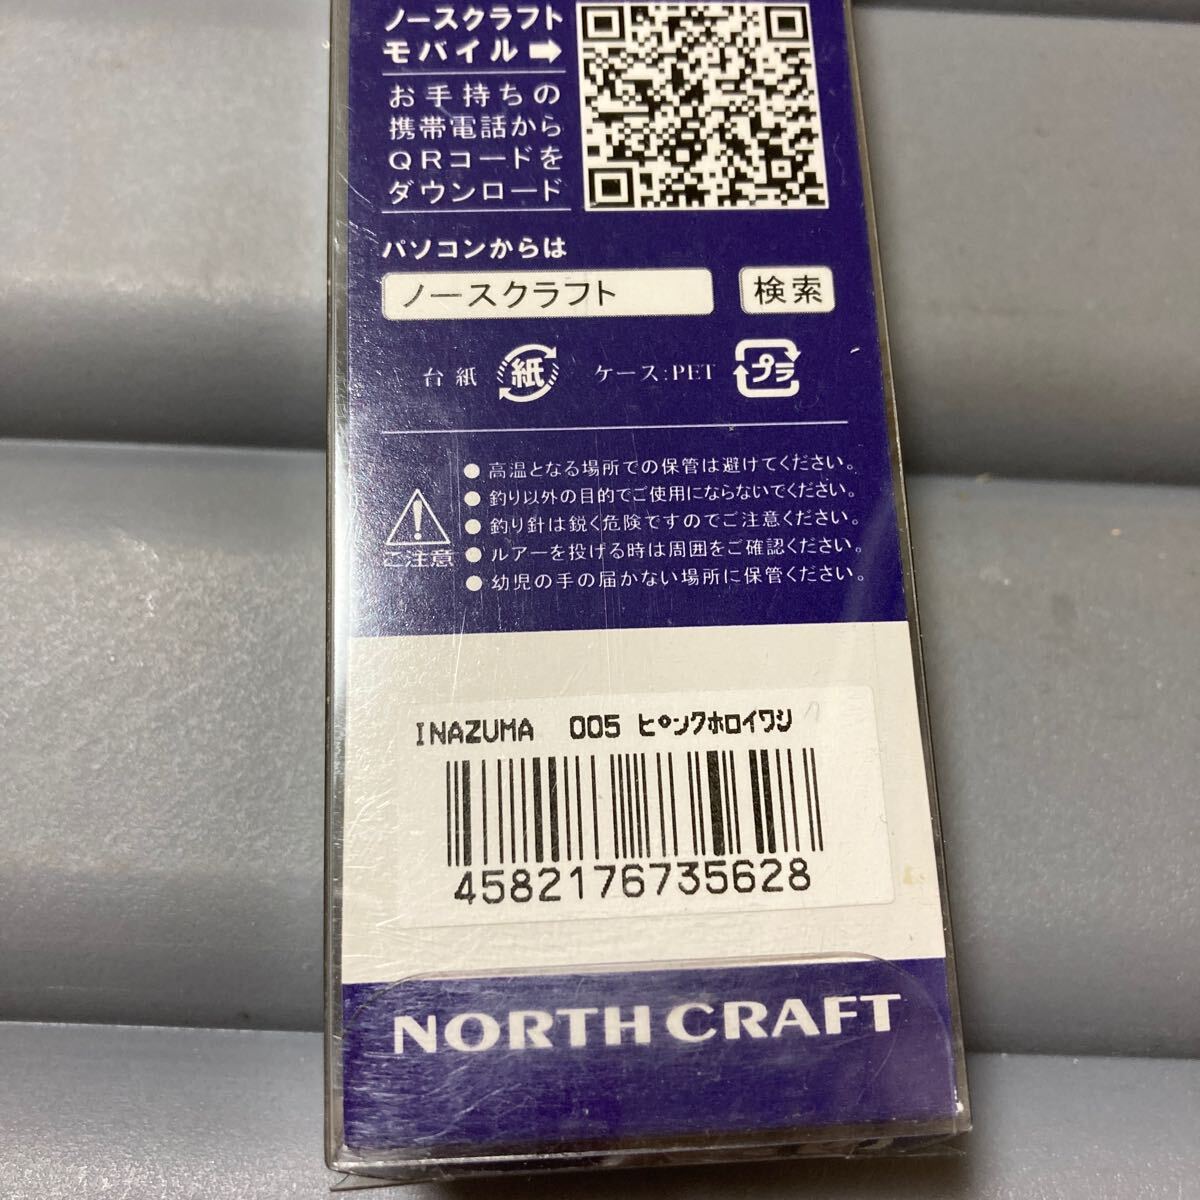 ノースクラフト
モバイル➡
お手持ちの
携帯電話から
QRコードを
ダウンロード
パソコンからは
ノースクラフト 検索
台紙 紙 ケース:PET プラ
●高温となる場所での保管は避けてください。
●釣り以外の目的でご使用にならないでください。
●釣り針は鋭く危険ですのでご注意ください。
●ルアーを投げる時は周囲をご確認ください。
●幼児の手の届かない場所に保管ください。
ご注意
INAZUMA 005 ピンクホロイワシ
4582176735628
NORTH CRAFT